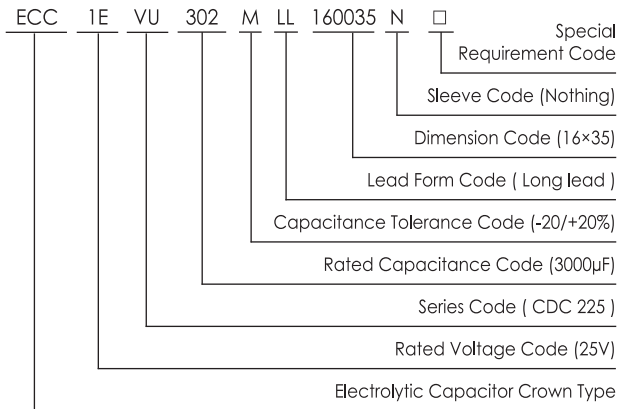 ECC 1E VU 302 M LL 160035 N □
Special
Requirement Code
Sleeve Code (Nothing)
Dimension Code (16×35)
Lead Form Code ( Long lead )
Capacitance Tolerance Code (-20/+20%)
Rated Capacitance Code (3000µF)
Series Code ( CDC 225 )
Rated Voltage Code (25V)
Electrolytic Capacitor Crown Type